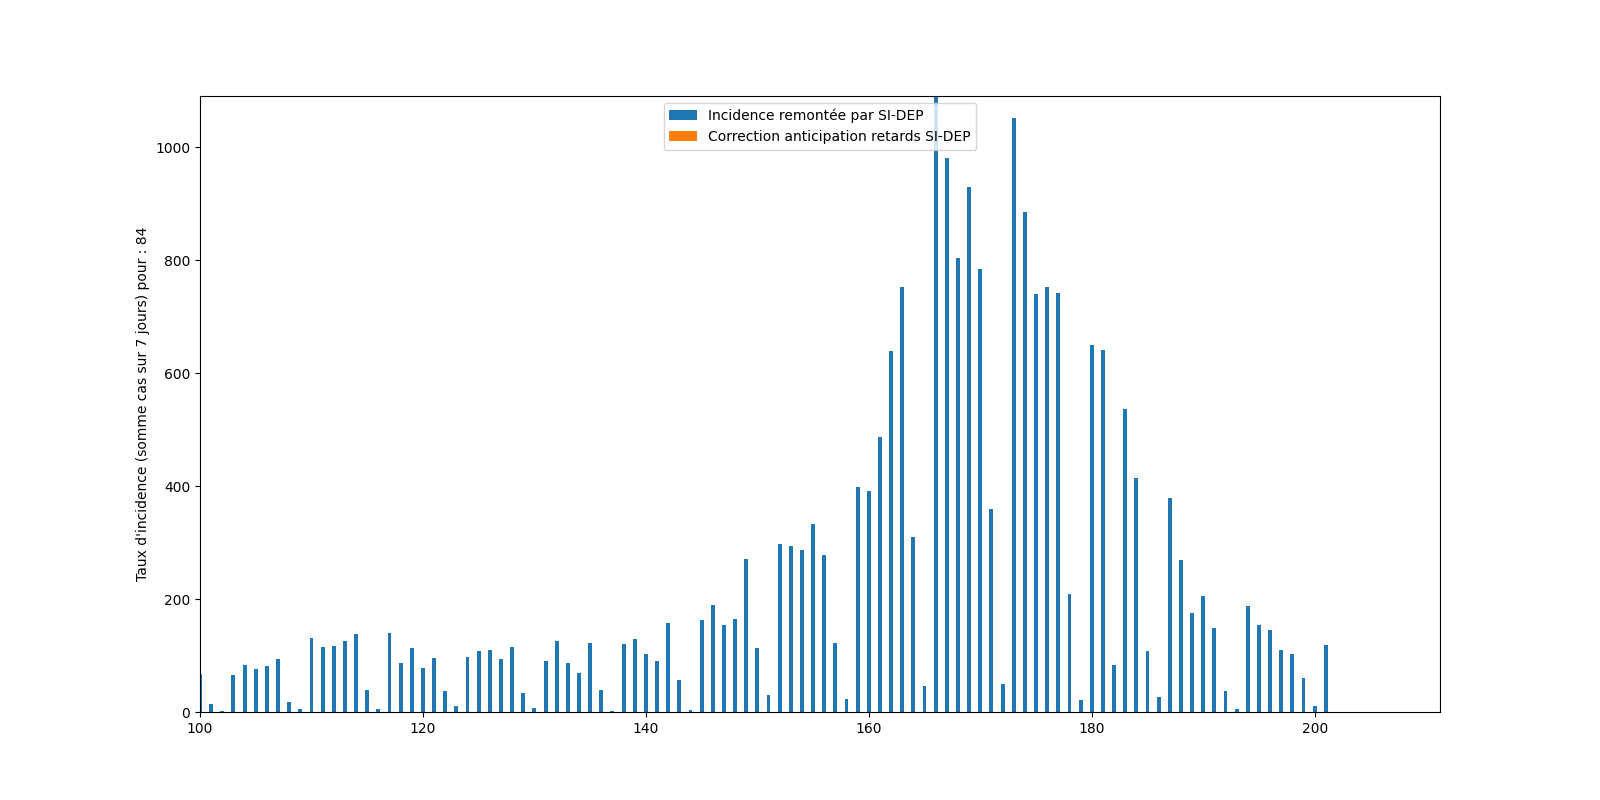 Incidence remontée par SI-DEP
Correction anticipation retards SI-DEP
Taux d'incidence (somme cas sur 7 jours) pour : 84
1000
800
600
400
200
0
100 120 140 160 180 200